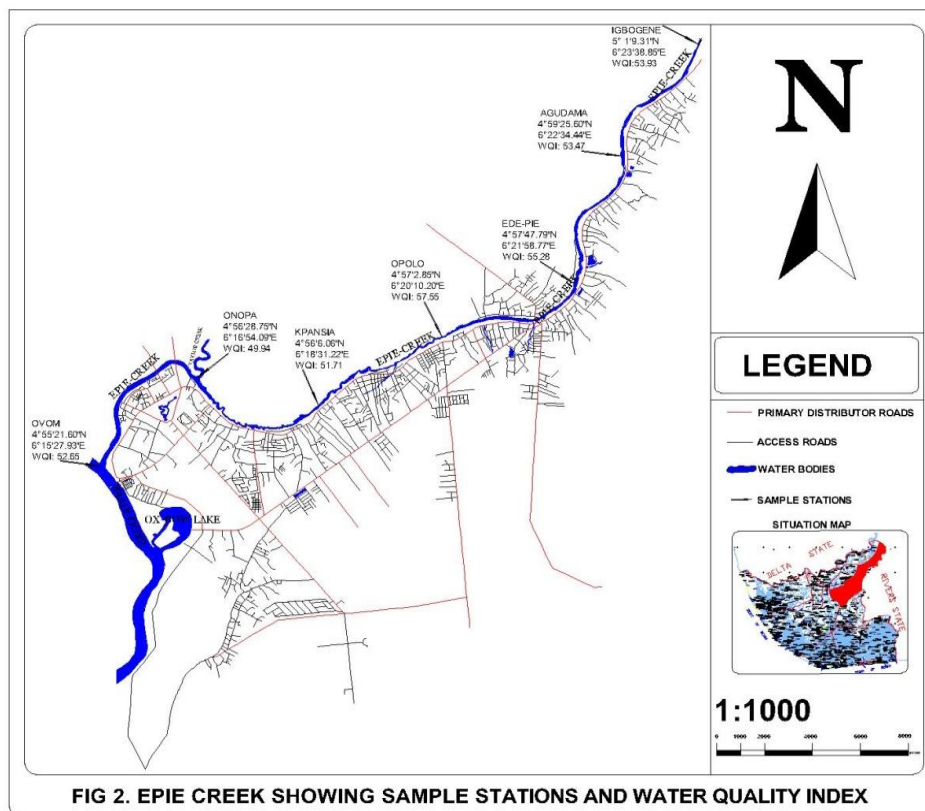 IGBOGENE
5° 1'9.31"N
6°23'38.85"E
WQI:53.93
EPIE-CREEK
AGUDAMA
4°59'25.60"N
6°22'34.44"E
WQI: 53.47
EDE-PIE
4°57'47.79"N
6°21'58.77"E
WQI: 55.28
EPIE-CREEK
OPOLO
4°57'2.85"N
6°20'10.20"E
WQI: 57.55
ONOPA
4°56'28.75"N
6°16'54.09"E
WQI: 49.94
KPANSIA
4°56'6.06"N
6°18'31.22"E
WQI: 51.71
EPIE-CREEK
EPIE-CREEK
OVOM
4°55'21.60"N
6°15'27.93"E
WQI: 52.65
LAKE
N
LEGEND
PRIMARY DISTRIBUTOR ROADS
ACCESS ROADS
WATER BODIES
SAMPLE STATIONS
SITUATION MAP
DELTA STATE
RIVERS STATE
1:1000
0 1000 2000 4000 6000 8000
FIG 2. EPIE CREEK SHOWING SAMPLE STATIONS AND WATER QUALITY INDEX